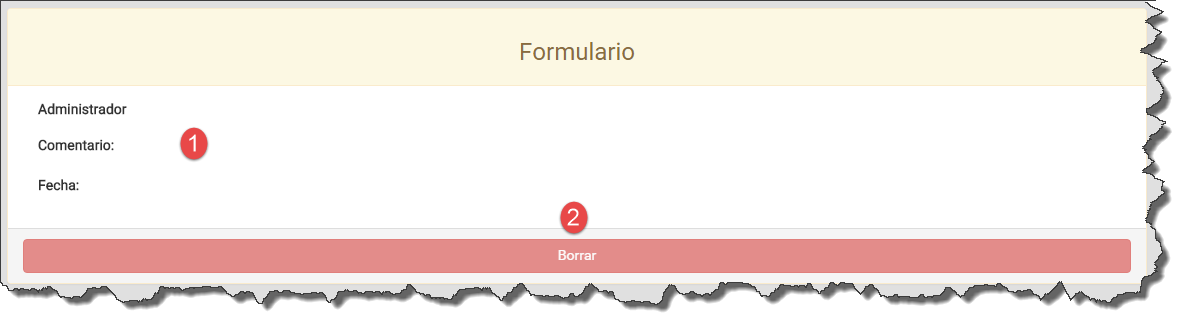 Formulario
Administrador
Comentario:
1
Fecha:
2
Borrar